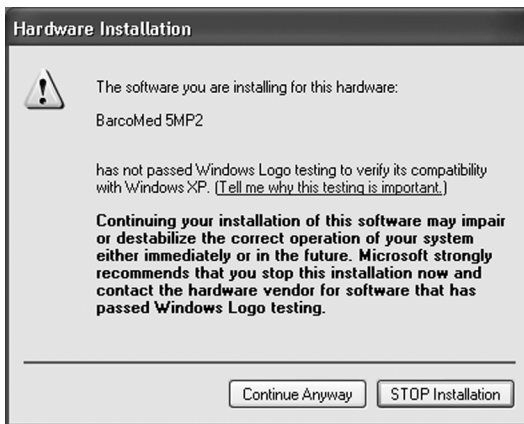 Hardware Installation
The software you are installing for this hardware:
BarcoMed 5MP2
has not passed Windows Logo testing to verify its compatibility
with Windows XP. (Tell me why this testing is important.)
Continuing your installation of this software may impair
or destabilize the correct operation of your system
either immediately or in the future. Microsoft strongly
recommends that you stop this installation now and
contact the hardware vendor for software that has
passed Windows Logo testing.
Continue Anyway
STOP Installation